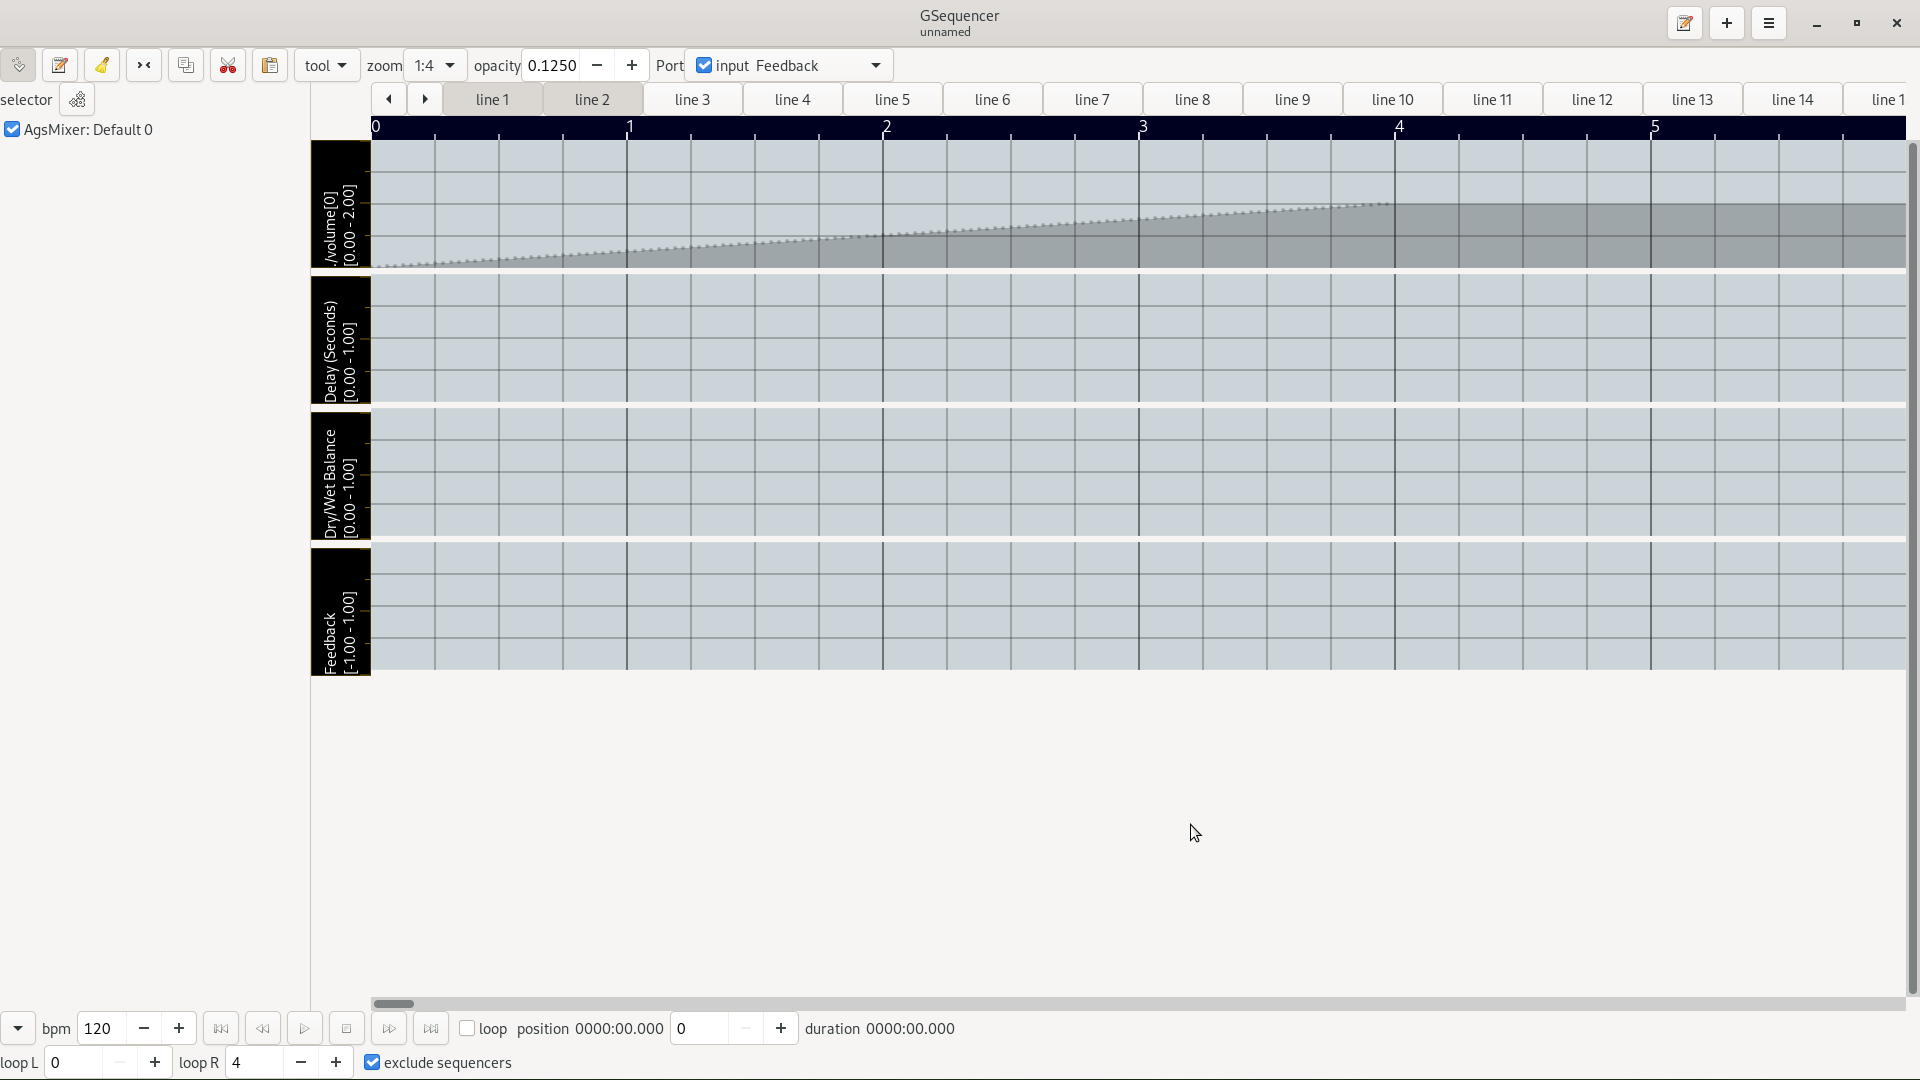 GSequencer
unnamed
tool zoom 1:4 opacity 0.1250 Port input Feedback
selector line 1 line 2 line 3 line 4 line 5 line 6 line 7 line 8 line 9 line 10 line 11 line 12 line 13 line 14 line 1
AgsMixer: Default 0
0 1 2 3 4 5
./volume[0]
[0.00 - 2.00]
Delay (Seconds)
[0.00 - 1.00]
Dry/Wet Balance
[0.00 - 1.00]
Feedback
[-1.00 - 1.00]
bpm 120 loop position 0000:00.000 0 duration 0000:00.000
loop L 0 loop R 4 exclude sequencers